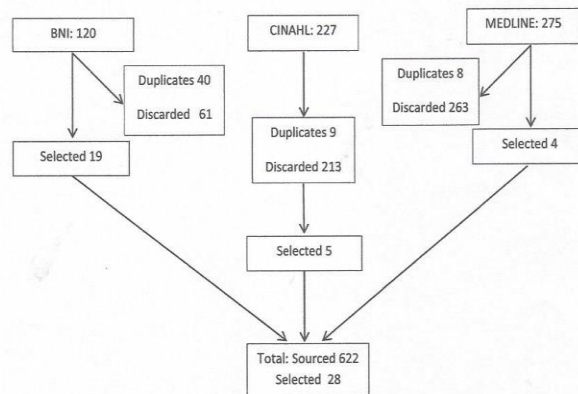 BNI: 120
Duplicates 40
Discarded 61
Selected 19
CINAHL: 227
Duplicates 9
Discarded 213
Selected 5
MEDLINE: 275
Duplicates 8
Discarded 263
Selected 4
Total: Sourced 622
Selected 28